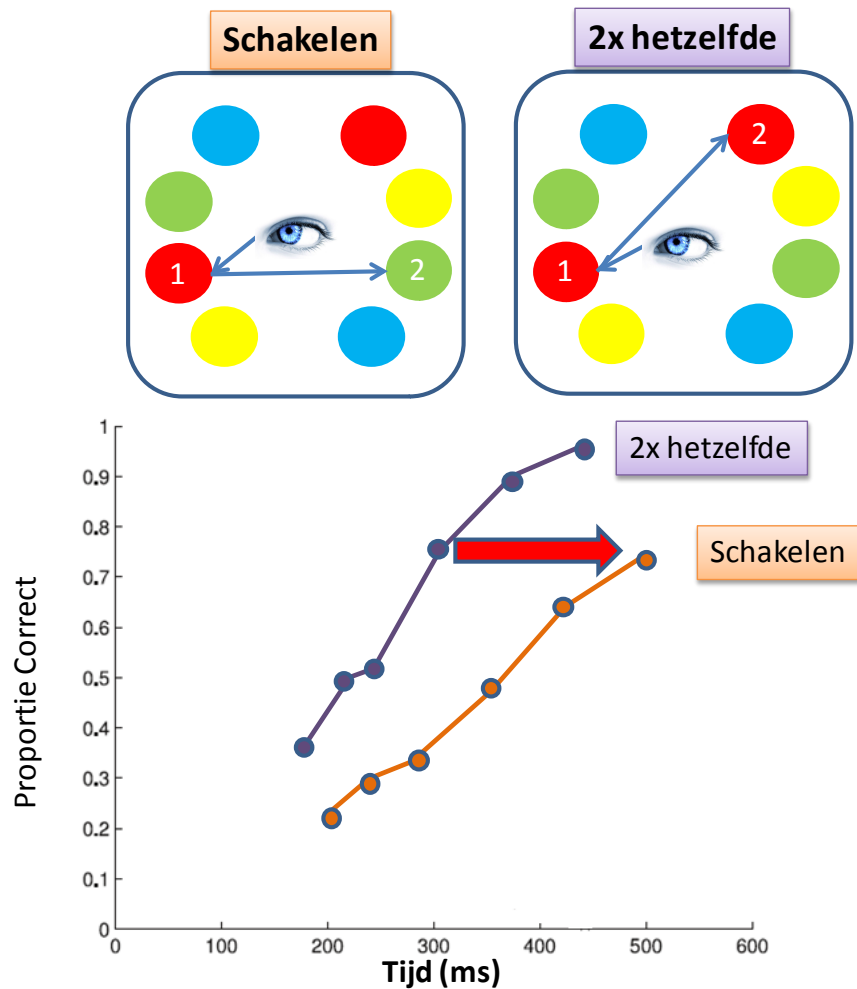 Schakelen
2x hetzelfde
1
2
1
2
2x hetzelfde
Schakelen
Proportie Correct
1
0.9
0.8
0.7
0.6
0.5
0.4
0.3
0.2
0.1
0
0 100 200 300 400 500 600
Tijd (ms)